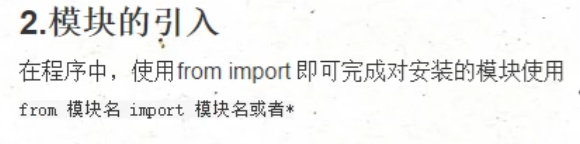 2.模块的引入
在程序中，使用from import 即可完成对安装的模块使用
from 模块名 import 模块名或者*